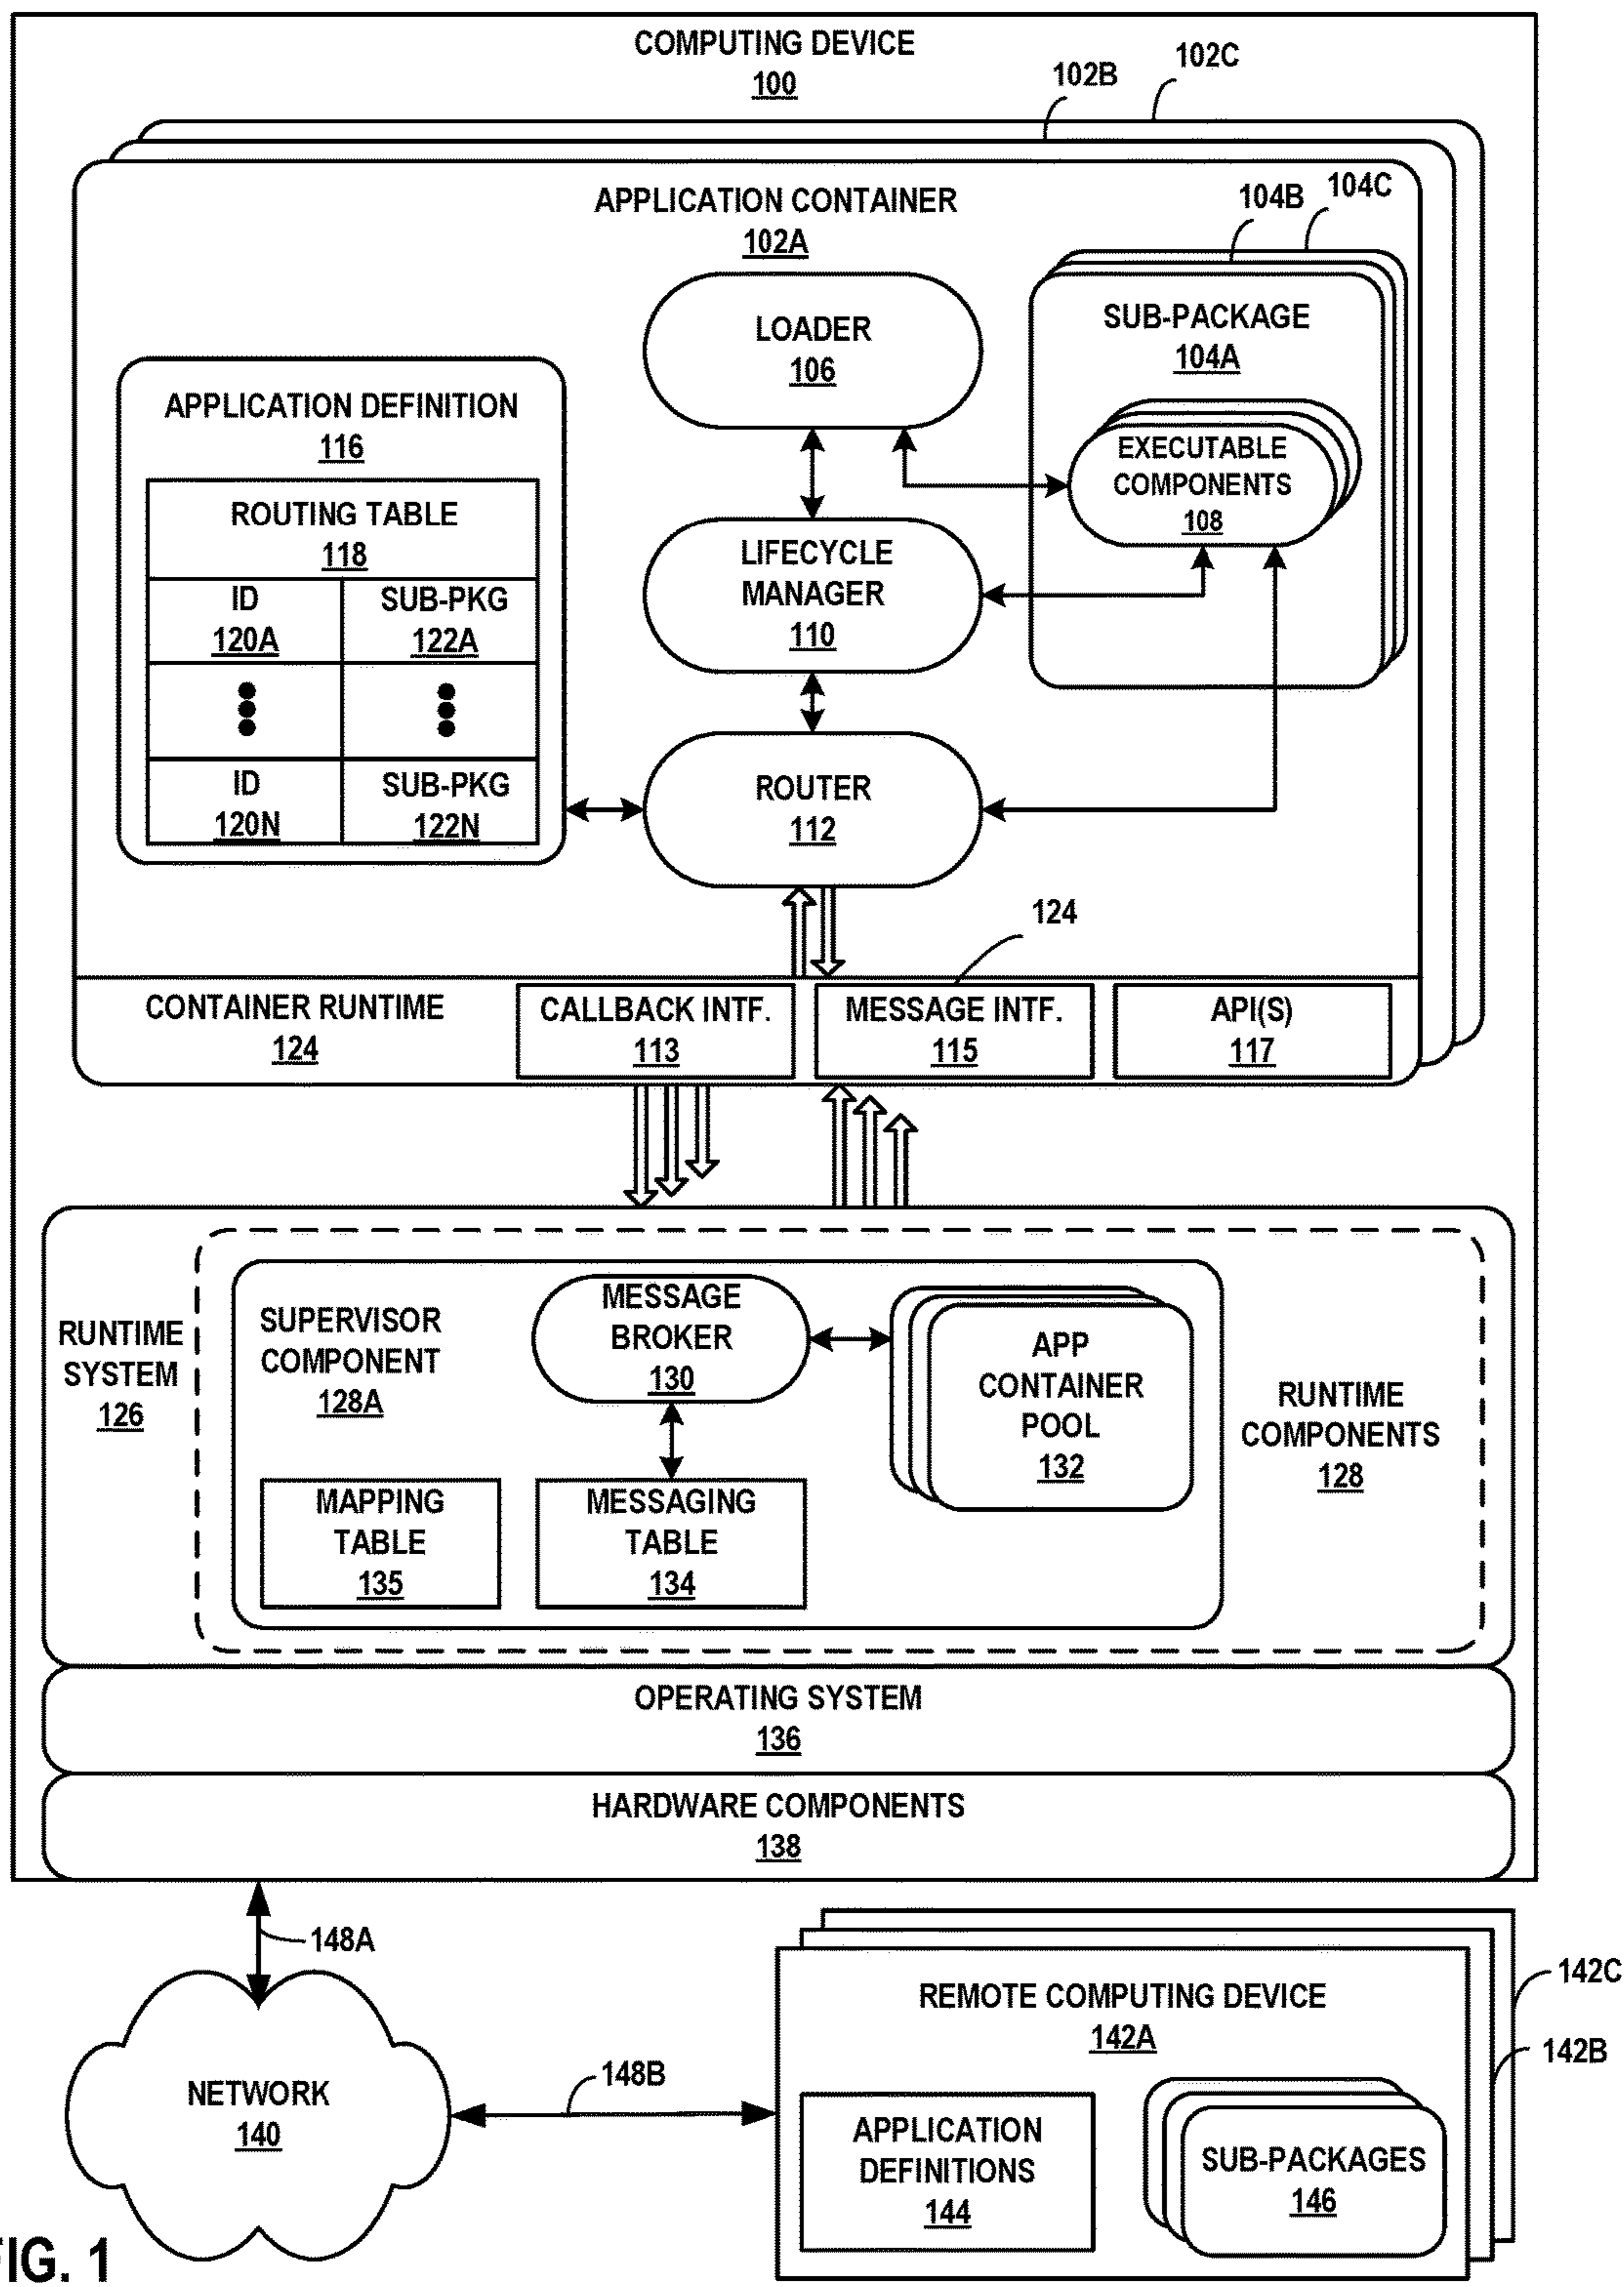 COMPUTING DEVICE
100
102C
102B
APPLICATION CONTAINER
102A
104C
104B
LOADER
106
SUB-PACKAGE
104A
EXECUTABLE
COMPONENTS
108
APPLICATION DEFINITION
116
ROUTING TABLE
118
ID
120A
SUB-PKG
122A
ID
120N
SUB-PKG
122N
LIFECYCLE
MANAGER
110
ROUTER
112
124
CONTAINER RUNTIME
124
CALLBACK INTF.
113
MESSAGE INTF.
115
API(S)
117
RUNTIME
SYSTEM
126
SUPERVISOR
COMPONENT
128A
MESSAGE
BROKER
130
APP
CONTAINER
POOL
132
RUNTIME
COMPONENTS
128
MAPPING
TABLE
135
MESSAGING
TABLE
134
OPERATING SYSTEM
136
HARDWARE COMPONENTS
138
148A
NETWORK
140
148B
REMOTE COMPUTING DEVICE
142A
142C
142B
APPLICATION
DEFINITIONS
144
SUB-PACKAGES
146
FIG. 1